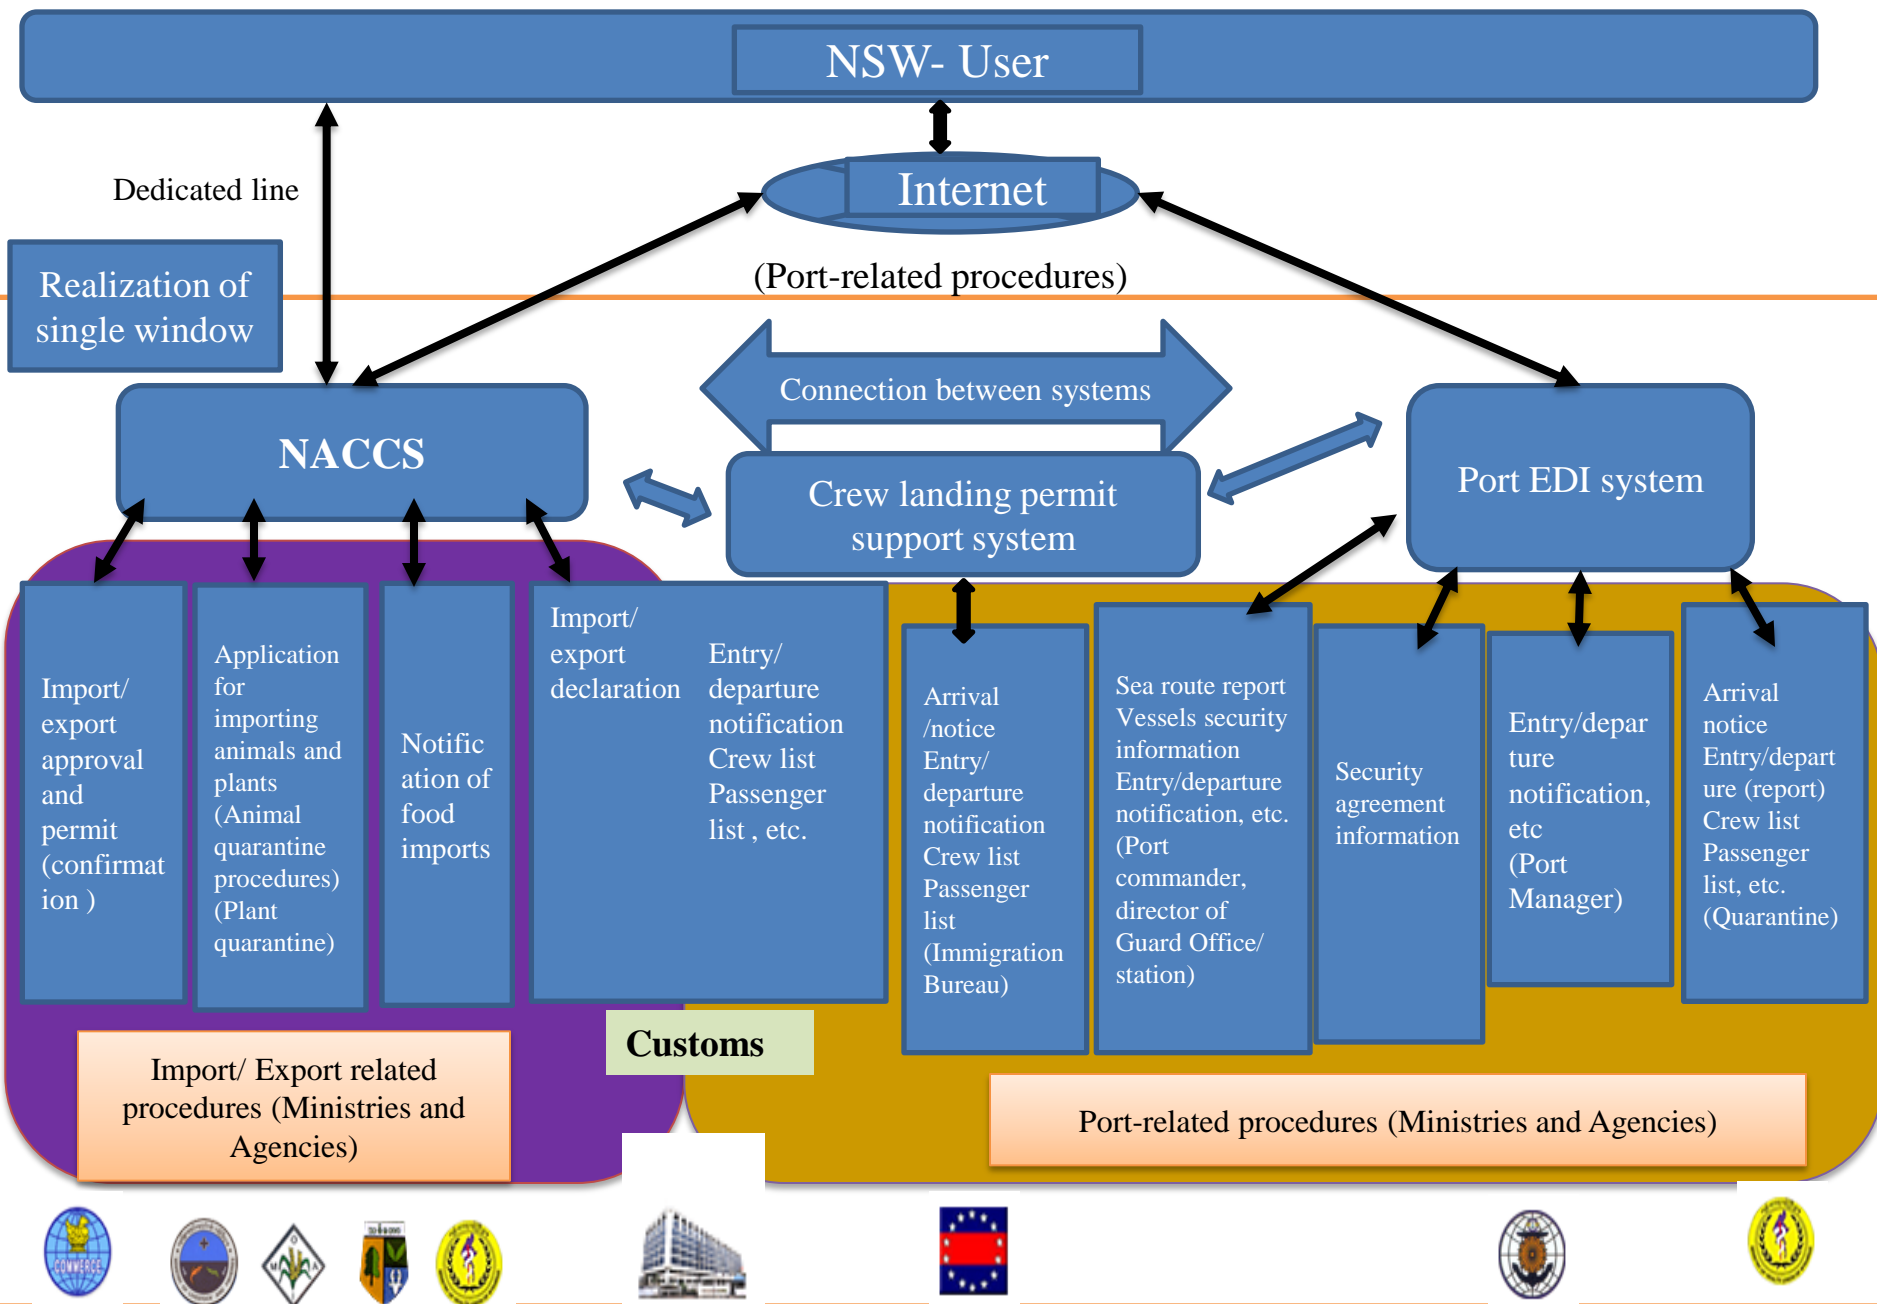 NSW- User
Dedicated line
Internet
Realization of
single window
(Port-related procedures)
Connection between systems
NACCS
Crew landing permit
support system
Port EDI system
Import/
export
approval
and
permit
(confirmat
ion )
Application
for
importing
animals and
plants
(Animal
quarantine
procedures)
(Plant
quarantine)
Notific
ation of
food
imports
Import/
export
declaration
Entry/
departure
notification
Crew list
Passenger
list , etc.
Arrival
/notice
Entry/
departure
notification
Crew list
Passenger
list
(Immigration
Bureau)
Sea route report
Vessels security
information
Entry/departure
notification, etc.
(Port
commander,
director of
Guard Office/
station)
Security
agreement
information
Entry/depar
ture
notification,
etc
(Port
Manager)
Arrival
notice
Entry/depart
ure (report)
Crew list
Passenger
list, etc.
(Quarantine)
Customs
Import/ Export related
procedures (Ministries and
Agencies)
Port-related procedures (Ministries and Agencies)
COMMERCE
M A